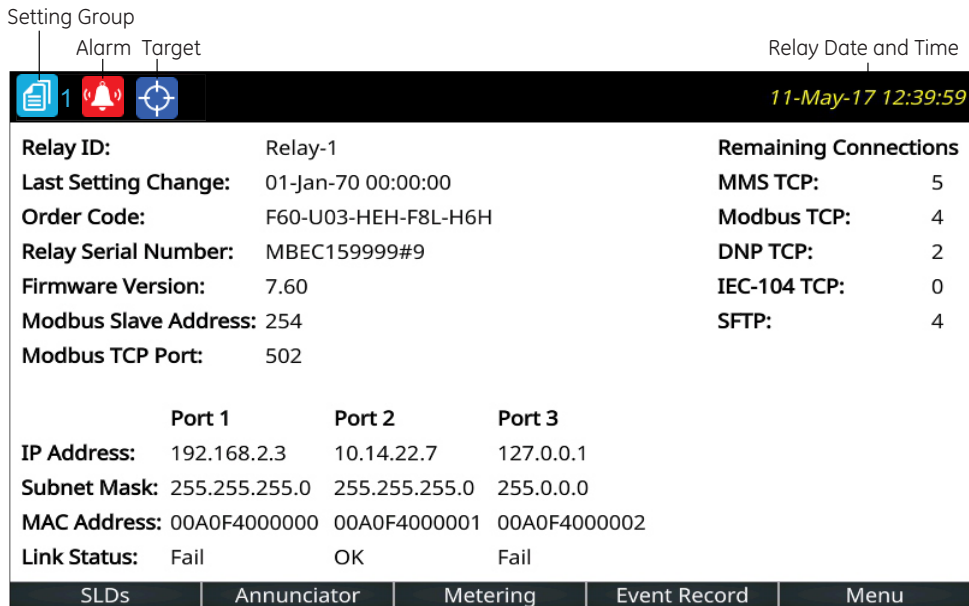 Setting Group
Alarm Target
Relay Date and Time
1
11-May-17 12:39:59
Relay ID: Relay-1
Remaining Connections
Last Setting Change: 01-Jan-70 00:00:00
MMS TCP: 5
Order Code: F60-U03-HEH-F8L-H6H
Modbus TCP: 4
Relay Serial Number: MBEC159999#9
DNP TCP: 2
Firmware Version: 7.60
IEC-104 TCP: 0
Modbus Slave Address: 254
SFTP: 4
Modbus TCP Port: 502
Port 1 Port 2 Port 3
IP Address: 192.168.2.3 10.14.22.7 127.0.0.1
Subnet Mask: 255.255.255.0 255.255.255.0 255.0.0.0
MAC Address: 00A0F4000000 00A0F4000001 00A0F4000002
Link Status: Fail OK Fail
SLDs Annunciator Metering Event Record Menu